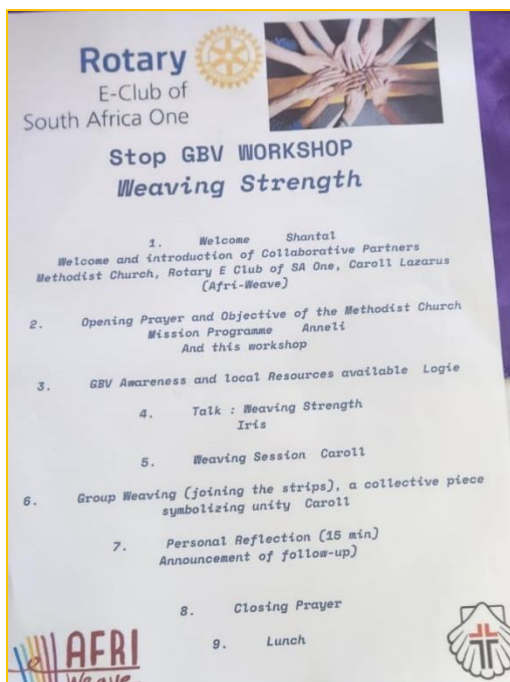 Rotary
E-Club of
South Africa One
Stop GBV WORKSHOP
Weaving Strength
1. Welcome Shantal
Welcome and introduction of Collaborative Partners
Methodist Church, Rotary E Club of SA One, Caroll Lazarus
(Afri-Weave)
2. Opening Prayer and Objective of the Methodist Church
Mission Programme Anneli
And this workshop
3. GBV Awareness and local Resources available Logie
4. Talk : Weaving Strength
Iris
5. Weaving Session Caroll
6. Group Weaving (joining the strips), a collective piece
symbolizing unity Caroll
7. Personal Reflection (15 min)
Announcement of follow-up)
8. Closing Prayer
9. Lunch
AFRI
Weave